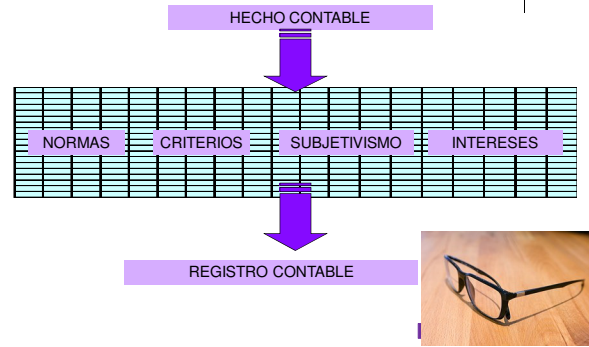 HECHO CONTABLE
NORMAS CRITERIOS SUBJETIVISMO INTERESES
REGISTRO CONTABLE